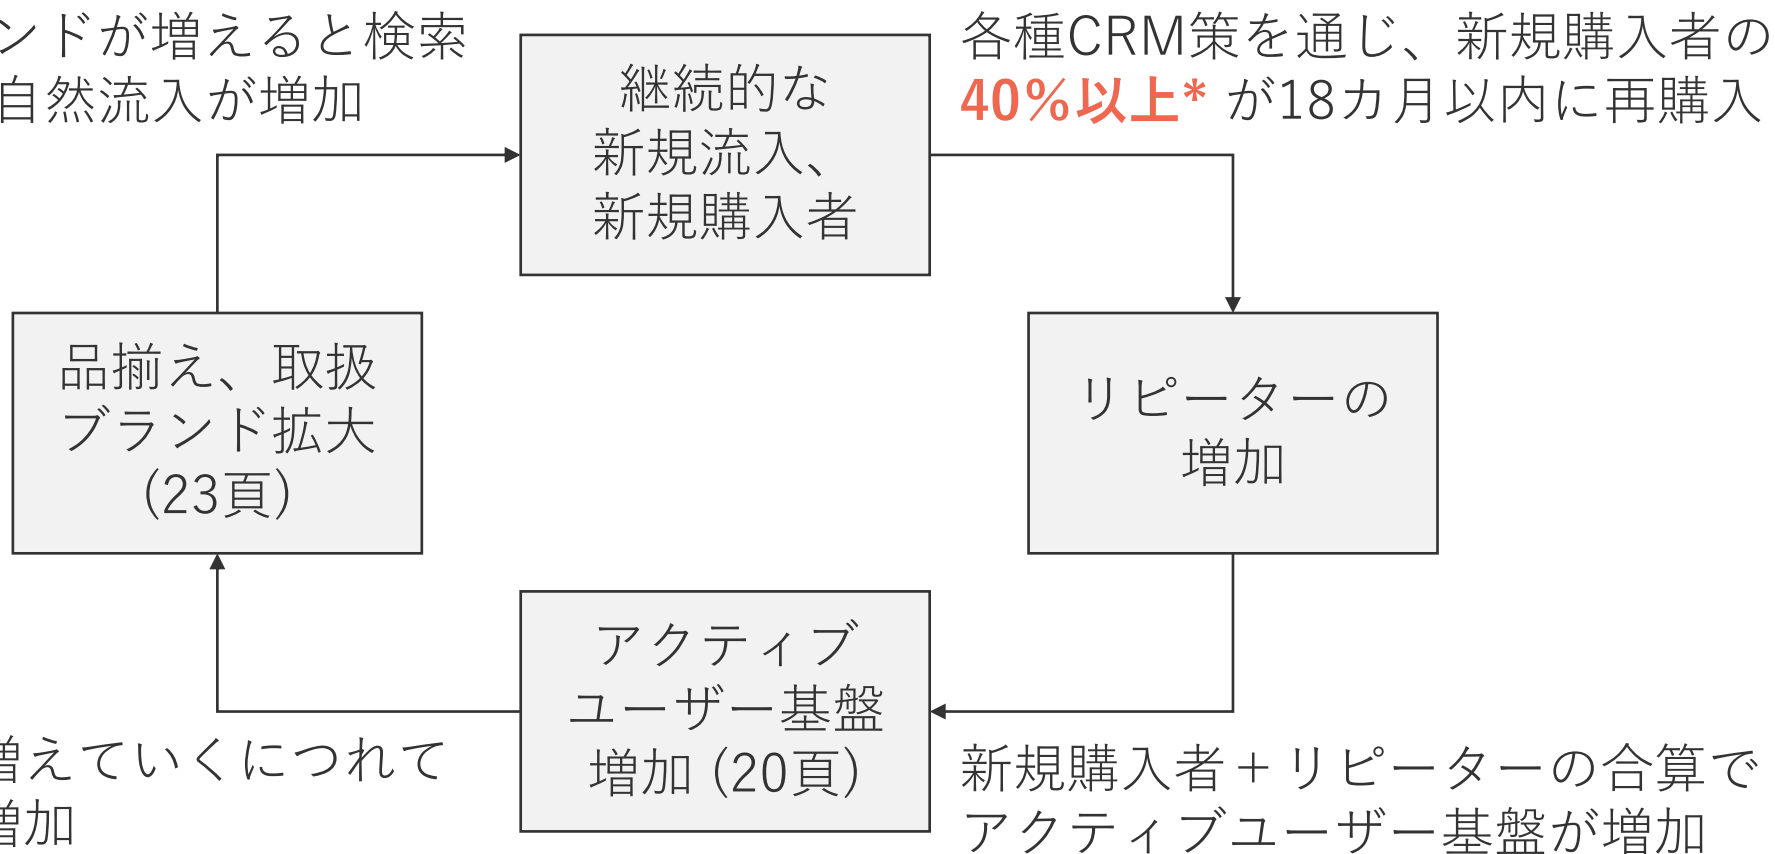 ンドが増えると検索
自然流入が増加
継続的な
新規流入、
新規購入者
各種CRM策を通じ、新規購入者の
40%以上* が18カ月以内に再購入
品揃え、取扱
ブランド拡大
(23頁)
リピーターの
増加
アクティブ
ユーザー基盤
増加 (20頁)
増えていくにつれて
増加
新規購入者+リピーターの合算で
アクティブユーザー基盤が増加